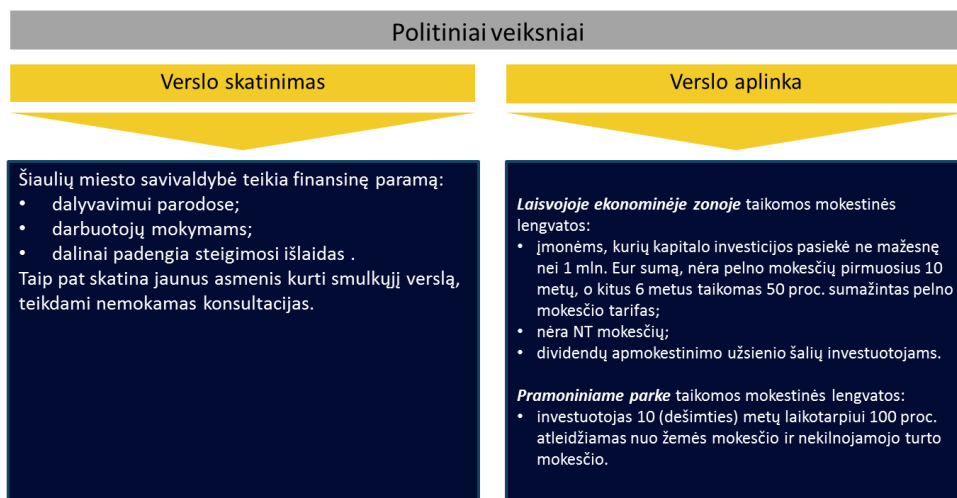 Politiniai veiksniai
Verslo skatinimas
Šiaulių miesto savivaldybė teikia finansinę paramą:
• dalyvavimui parodose;
• darbuotojų mokymams;
• dalinai padengia steigimosi išlaidas .
Taip pat skatina jaunus asmenis kurti smulkųjį verslą,
teikdami nemokamas konsultacijas.
Verslo aplinka
Laisvojoje ekonominėje zonoje taikomos mokestinės
lengvatos:
• įmonėms, kurių kapitalo investicijos pasiekė ne mažesnę
nei 1 mln. Eur sumą, nėra pelno mokesčių pirmuosius 10
metų, o kitus 6 metus taikomas 50 proc. sumažintas pelno
mokesčio tarifas;
• nėra NT mokesčių;
• dividendų apmokestinimo užsienio šalių investuotojams.
Pramoniniame parke taikomos mokestinės lengvatos:
• investuotojas 10 (dešimties) metų laikotarpiui 100 proc.
atleidžiamas nuo žemės mokesčio ir nekilnojamojo turto
mokesčio.